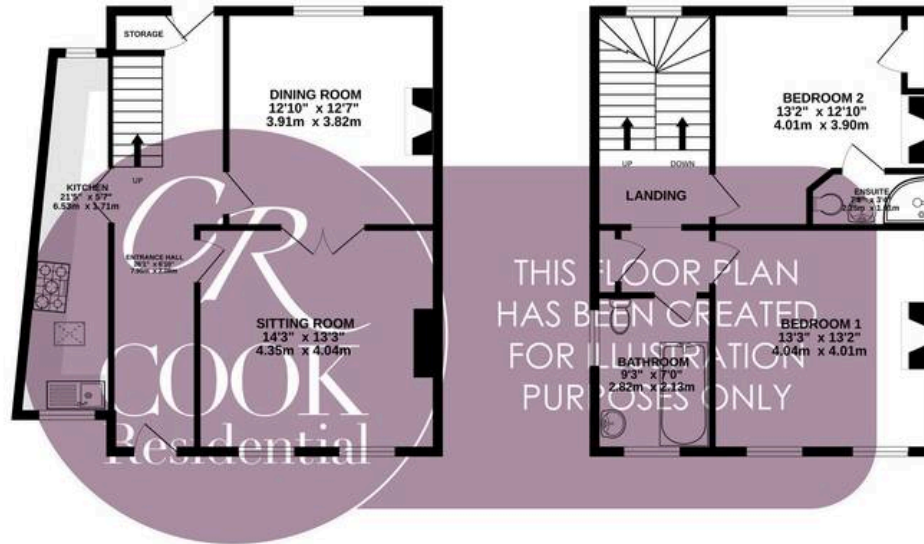 STORAGE
DINING ROOM
12'10" x 12'7"
3.91m x 3.82m
UP
KITCHEN
21'5" x 5'7"
6.53m x 1.71m
ENTRANCE HALL
SITTING ROOM
14'3" x 13'3"
4.35m x 4.04m
CR
COOK
Residential
BEDROOM 2
13'2" x 12'10"
4.01m x 3.90m
UP
DOWN
LANDING
ENSUITE
BEDROOM 1
13'3" x 13'2"
4.04m x 4.01m
BATHROOM
9'3" x 7'0"
2.82m x 2.13m
THIS FLOOR PLAN
HAS BEEN CREATED
FOR ILLUSTRATION
PURPOSES ONLY